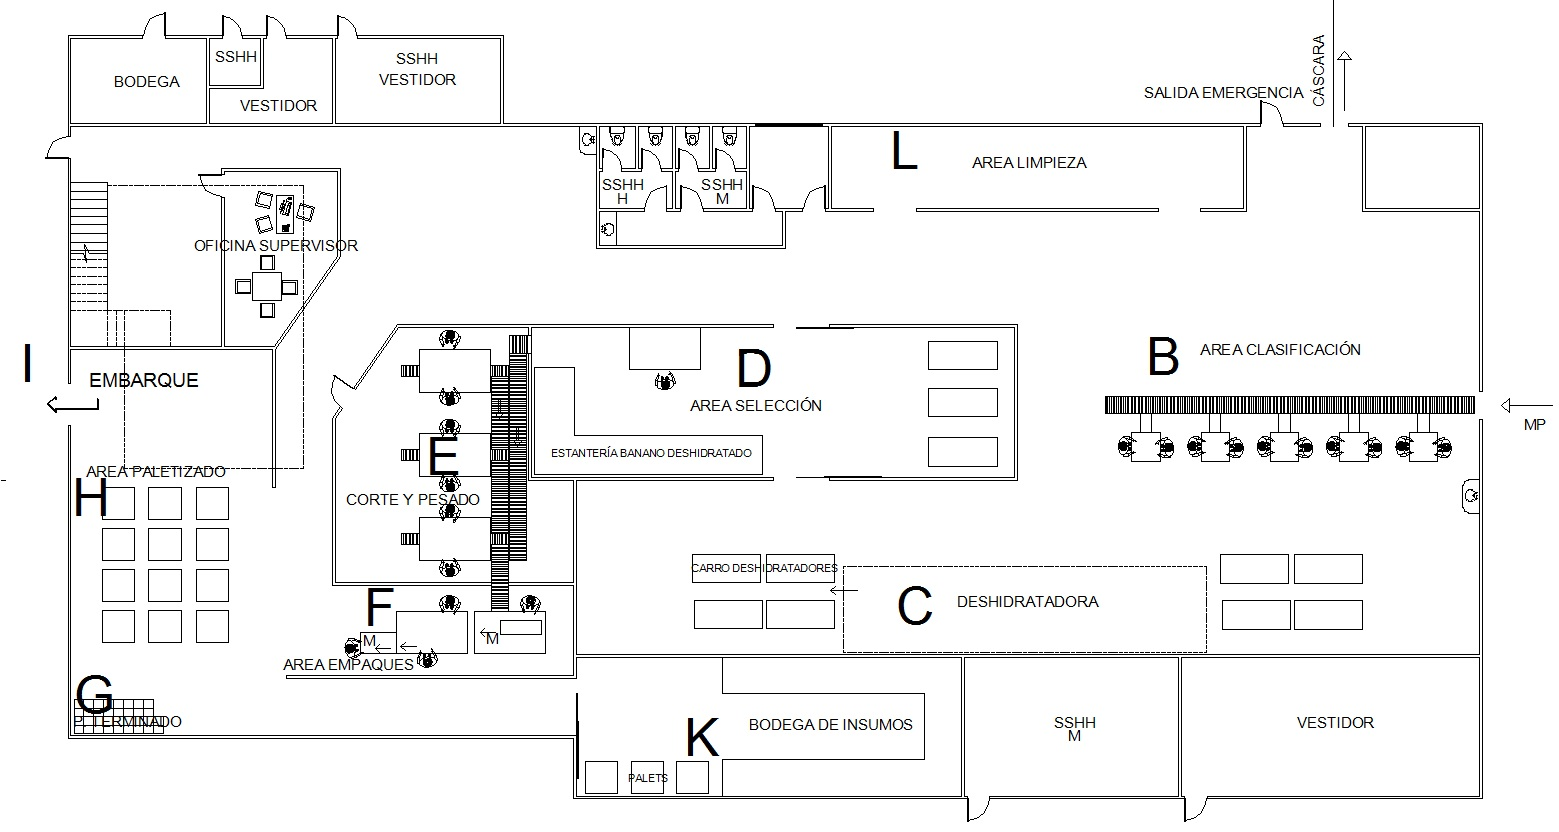 CÁSCARA
SSHH
SSHH
VESTIDOR
BODEGA
SALIDA EMERGENCIA
VESTIDOR
L
AREA LIMPIEZA
SSHH
H
SSHH
M
OFICINA SUPERVISOR
I
EMBARQUE
D
AREA SELECCIÓN
B
AREA CLASIFICACIÓN
MP
ESTANTERÍA BANANO DESHIDRATADO
E
CORTE Y PESADO
AREA PALETIZADO
H
CARRO DESHIDRATADORES
C
DESHIDRATADORA
F
M
M
AREA EMPAQUES
G
P. TERMINADO
K
BODEGA DE INSUMOS
PALETS
SSHH
M
VESTIDOR